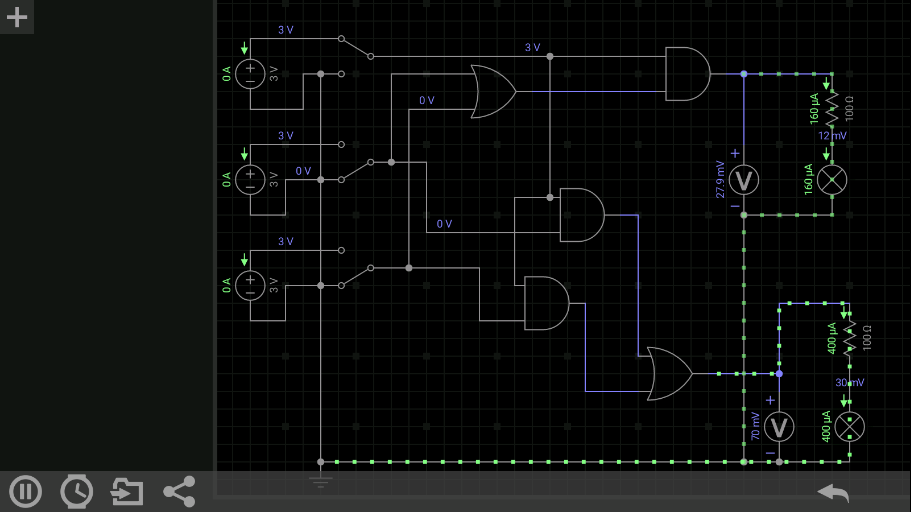 3 V
3 V
0 A
3 V
0 V
160 µA
100 Ω
12 mV
3 V
0 V
0 A
3 V
+
V
27.9 mV
160 µA
0 V
3 V
0 A
3 V
400 µA
100 Ω
30 mV
+
V
70 mV
400 µA